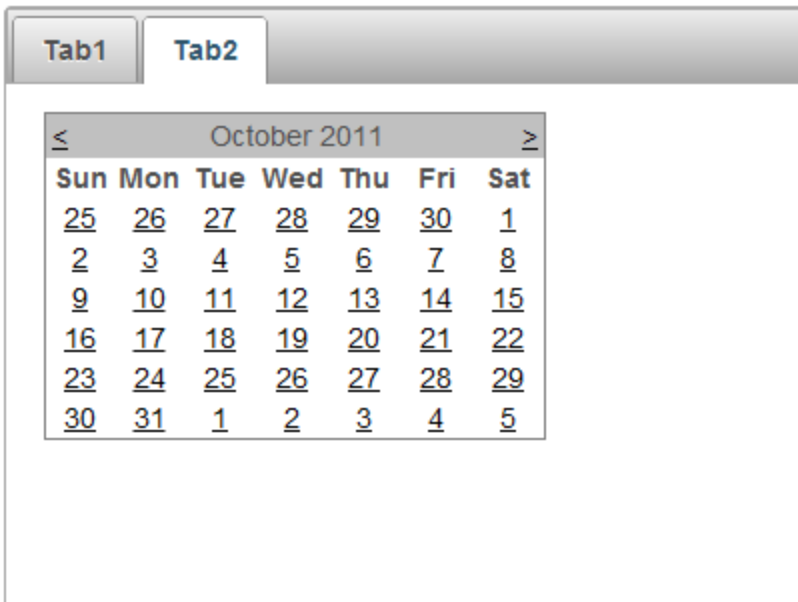 Tab1 Tab2
< October 2011 >
Sun Mon Tue Wed Thu Fri Sat
25 26 27 28 29 30 1
2 3 4 5 6 7 8
9 10 11 12 13 14 15
16 17 18 19 20 21 22
23 24 25 26 27 28 29
30 31 1 2 3 4 5